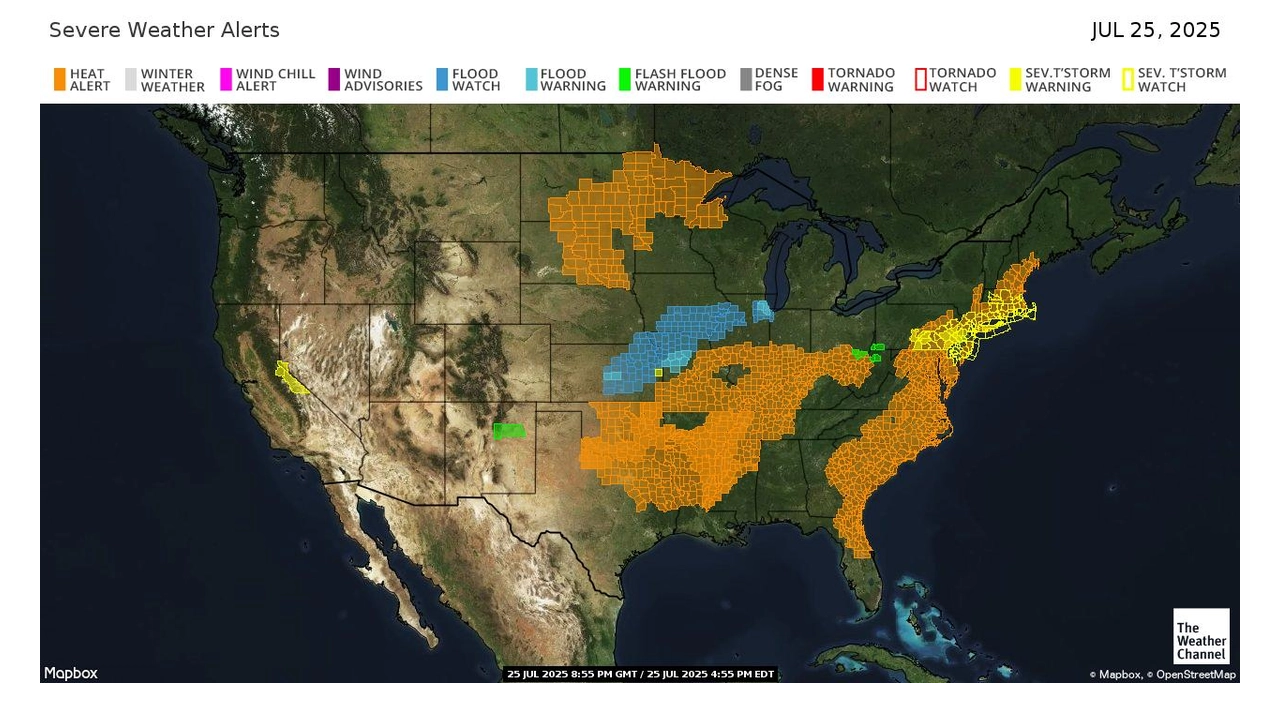 Severe Weather Alerts
JUL 25, 2025
HEAT
ALERT
WINTER
WEATHER
WIND CHILL
ALERT
WIND
ADVISORIES
FLOOD
WATCH
FLOOD
WARNING
FLASH FLOOD
WARNING
DENSE
FOG
TORNADO
WARNING
TORNADO
WATCH
SEV.T'STORM
WARNING
SEV. T'STORM
WATCH
The
Weather
Channel
Mapbox
25 JUL 2025 8:55 PM GMT / 25 JUL 2025 4:55 PM EDT
© Mapbox, © OpenStreetMap